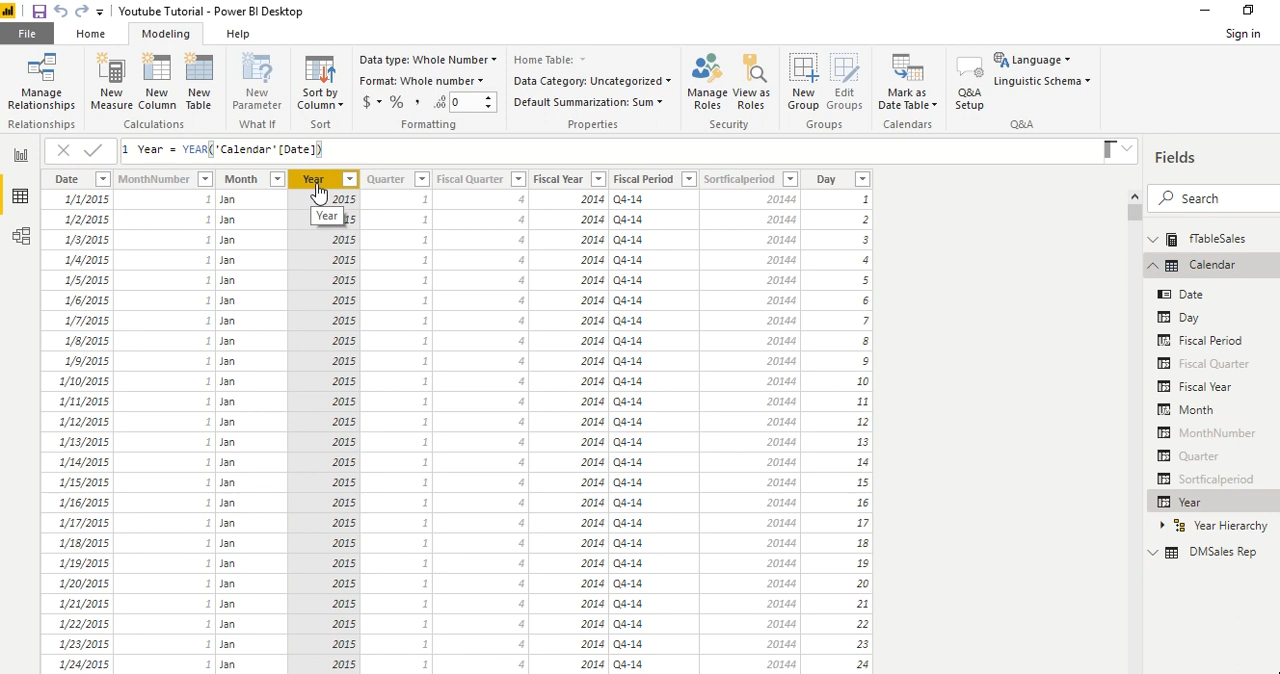 Youtube Tutorial - Power BI Desktop
File Home Modeling Help Sign in
Manage Relationships
Relationships
New Measure
New Column
New Table
Calculations
New Parameter
What If
Sort by Column
Sort
Data type: Whole Number
Format: Whole number
$ % , .00 0
Formatting
Home Table:
Data Category: Uncategorized
Default Summarization: Sum
Properties
Manage Roles
View as Roles
Security
New Group
Edit Groups
Groups
Mark as Date Table
Calendars
Q&A Setup
Language
Linguistic Schema
Q&A
1 Year = YEAR('Calendar'[Date])
Date MonthNumber Month Year Quarter Fiscal Quarter Fiscal Year Fiscal Period Sortficalperiod Day
1/1/2015 1 Jan 2015 1 4 2014 Q4-14 20144 1
Year
1/2/2015 1 Jan 15 1 4 2014 Q4-14 20144 2
1/3/2015 1 Jan 2015 1 4 2014 Q4-14 20144 3
1/4/2015 1 Jan 2015 1 4 2014 Q4-14 20144 4
1/5/2015 1 Jan 2015 1 4 2014 Q4-14 20144 5
1/6/2015 1 Jan 2015 1 4 2014 Q4-14 20144 6
1/7/2015 1 Jan 2015 1 4 2014 Q4-14 20144 7
1/8/2015 1 Jan 2015 1 4 2014 Q4-14 20144 8
1/9/2015 1 Jan 2015 1 4 2014 Q4-14 20144 9
1/10/2015 1 Jan 2015 1 4 2014 Q4-14 20144 10
1/11/2015 1 Jan 2015 1 4 2014 Q4-14 20144 11
1/12/2015 1 Jan 2015 1 4 2014 Q4-14 20144 12
1/13/2015 1 Jan 2015 1 4 2014 Q4-14 20144 13
1/14/2015 1 Jan 2015 1 4 2014 Q4-14 20144 14
1/15/2015 1 Jan 2015 1 4 2014 Q4-14 20144 15
1/16/2015 1 Jan 2015 1 4 2014 Q4-14 20144 16
1/17/2015 1 Jan 2015 1 4 2014 Q4-14 20144 17
1/18/2015 1 Jan 2015 1 4 2014 Q4-14 20144 18
1/19/2015 1 Jan 2015 1 4 2014 Q4-14 20144 19
1/20/2015 1 Jan 2015 1 4 2014 Q4-14 20144 20
1/21/2015 1 Jan 2015 1 4 2014 Q4-14 20144 21
1/22/2015 1 Jan 2015 1 4 2014 Q4-14 20144 22
1/23/2015 1 Jan 2015 1 4 2014 Q4-14 20144 23
1/24/2015 1 Jan 2015 1 4 2014 Q4-14 20144 24
Fields
Search
fTableSales
Calendar
Date
Day
Fiscal Period
Fiscal Quarter
Fiscal Year
Month
MonthNumber
Quarter
Sortficalperiod
Year
Year Hierarchy
DMSales Rep